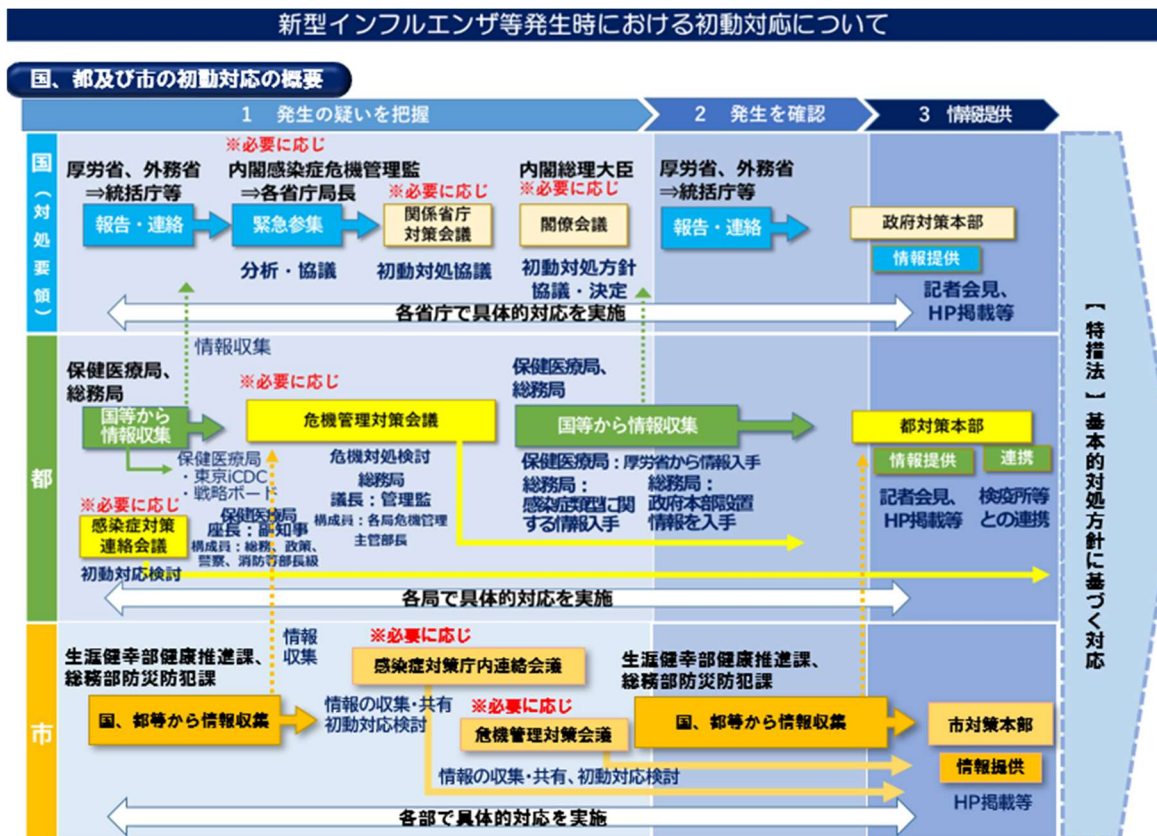 新型インフルエンザ等発生時における初動対応について
国、都及び市の初動対応の概要
1 発生の疑いを把握
2 発生を確認
3 情報提供
国（対処要領）
厚労省、外務省
⇒統括庁等
報告・連絡
※必要に応じ
内閣感染症危機管理監
⇒各省庁局長
緊急参集
分析・協議
※必要に応じ
関係省庁
対策会議
初動対処協議
内閣総理大臣
※必要に応じ
閣僚会議
初動対処方針
協議・決定
厚労省、外務省
⇒統括庁等
報告・連絡
政府対策本部
情報提供
記者会見、
HP掲載等
各省庁で具体的対応を実施
都
情報収集
保健医療局、
総務局
国等から
情報収集
保健医療局
・東京iCDC
・戦略ボード
※必要に応じ
感染症対策
連絡会議
初動対応検討
保健医療局
座長：副知事
構成員：総務、政策、
警察、消防等部長級
※必要に応じ
危機管理対策会議
危機対処検討
総務局
議長：管理監
構成員：各局危機管理
主管部長
保健医療局、
総務局
国等から情報収集
保健医療局：厚労省から情報入手
総務局：
感染症類型に関
する情報入手
総務局：
政府本部設置
情報を入手
都対策本部
情報提供
連携
記者会見、
HP掲載等
検疫所等
との連携
各局で具体的対応を実施
市
生涯健幸部健康推進課、
総務部防災防犯課
国、都等から情報収集
情報
収集
※必要に応じ
感染症対策庁内連絡会議
情報の収集・共有
初動対応検討
※必要に応じ
危機管理対策会議
情報の収集・共有、初動対応検討
生涯健幸部健康推進課、
総務部防災防犯課
国、都等から情報収集
市対策本部
情報提供
HP掲載等
各部で具体的対応を実施
【特措法】基本的対処方針に基づく対応